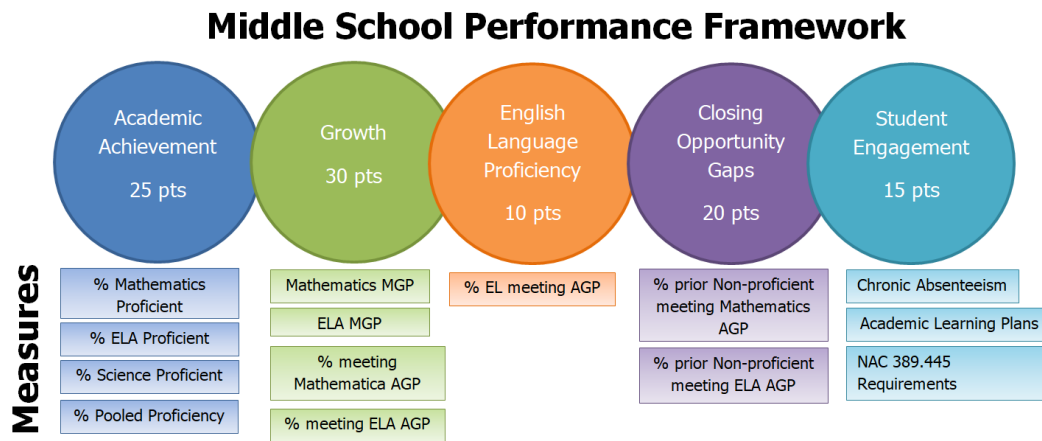 Middle School Performance Framework
Academic
Achievement
25 pts
Growth
30 pts
English
Language
Proficiency
10 pts
Closing
Opportunity
Gaps
20 pts
Student
Engagement
15 pts
Measures
% Mathematics
Proficient
% ELA Proficient
% Science Proficient
% Pooled Proficiency
Mathematics MGP
ELA MGP
% meeting
Mathematica AGP
% meeting ELA AGP
% EL meeting AGP
% prior Non-proficient
meeting Mathematics
AGP
% prior Non-proficient
meeting ELA AGP
Chronic Absenteeism
Academic Learning Plans
NAC 389.445
Requirements